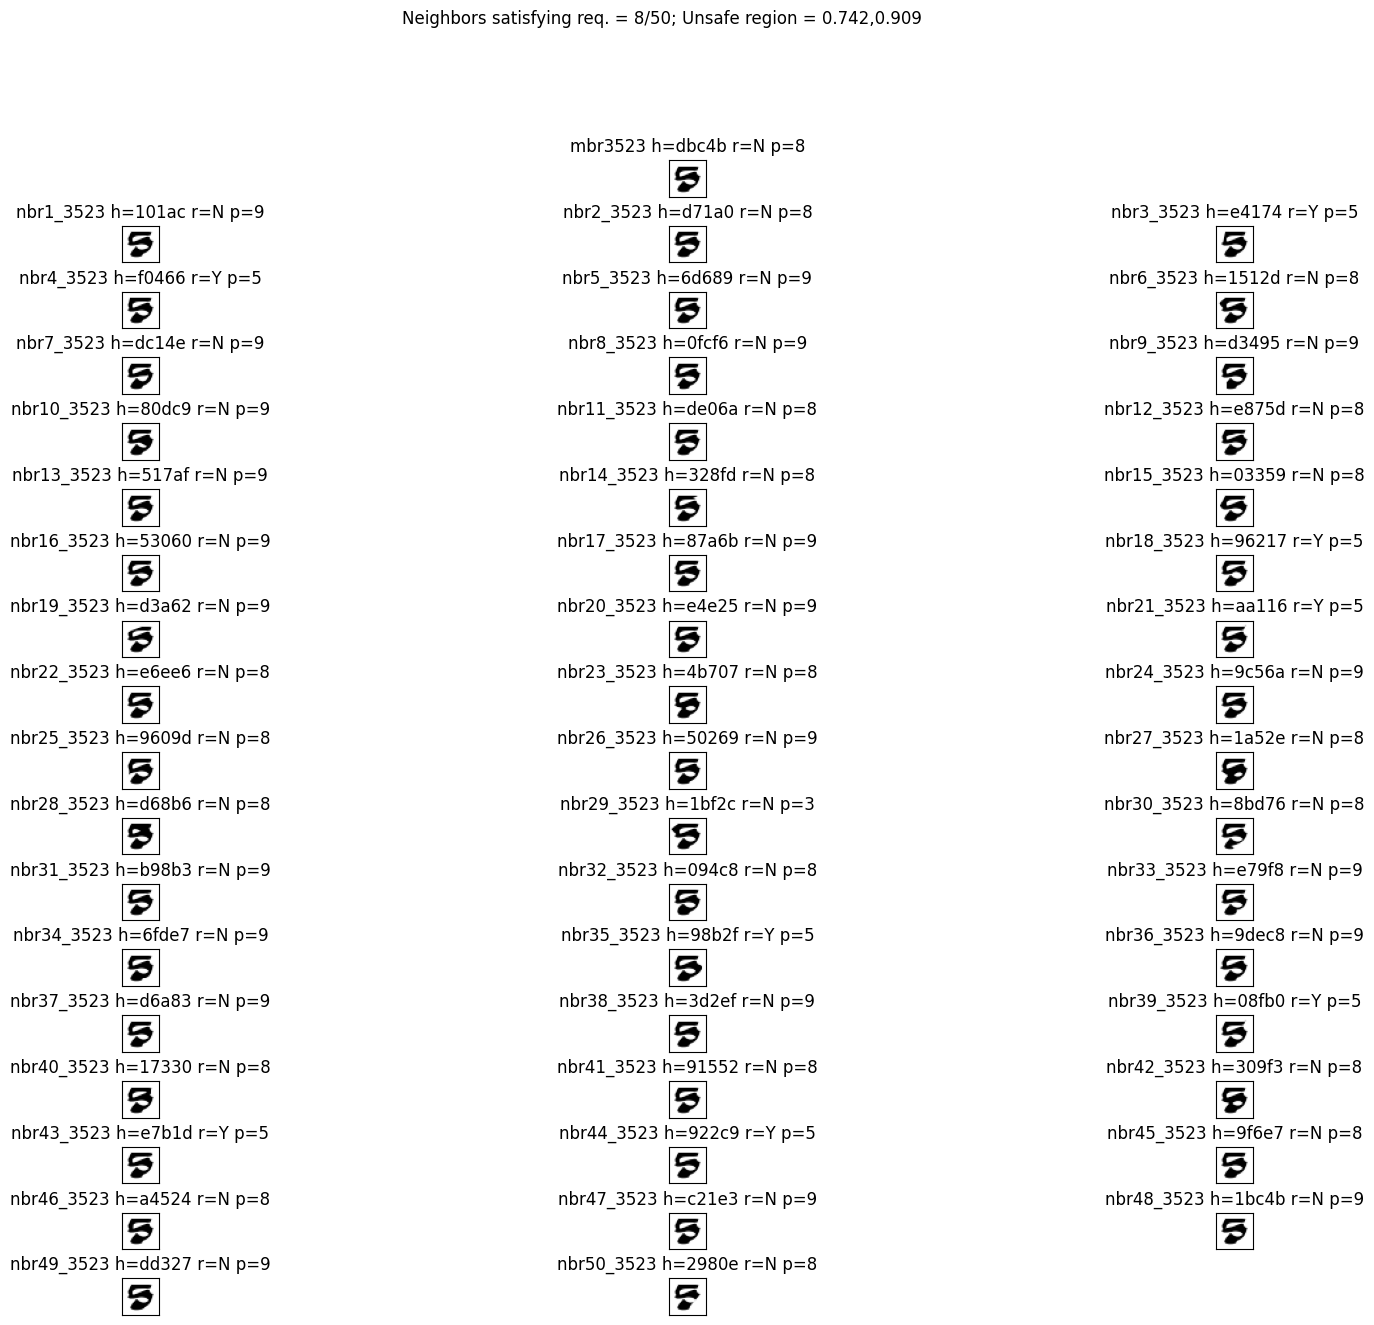 Neighbors satisfying req. = 8/50; Unsafe region = 0.742,0.909
mbr3523 h=dbc4b r=N p=8
nbr1_3523 h=101ac r=N p=9 nbr2_3523 h=d71a0 r=N p=8 nbr3_3523 h=e4174 r=Y p=5
nbr4_3523 h=f0466 r=Y p=5 nbr5_3523 h=6d689 r=N p=9 nbr6_3523 h=1512d r=N p=8
nbr7_3523 h=dc14e r=N p=9 nbr8_3523 h=0fcf6 r=N p=9 nbr9_3523 h=d3495 r=N p=9
nbr10_3523 h=80dc9 r=N p=9 nbr11_3523 h=de06a r=N p=8 nbr12_3523 h=e875d r=N p=8
nbr13_3523 h=517af r=N p=9 nbr14_3523 h=328fd r=N p=8 nbr15_3523 h=03359 r=N p=8
nbr16_3523 h=53060 r=N p=9 nbr17_3523 h=87a6b r=N p=9 nbr18_3523 h=96217 r=Y p=5
nbr19_3523 h=d3a62 r=N p=9 nbr20_3523 h=e4e25 r=N p=9 nbr21_3523 h=aa116 r=Y p=5
nbr22_3523 h=e6ee6 r=N p=8 nbr23_3523 h=4b707 r=N p=8 nbr24_3523 h=9c56a r=N p=9
nbr25_3523 h=9609d r=N p=8 nbr26_3523 h=50269 r=N p=9 nbr27_3523 h=1a52e r=N p=8
nbr28_3523 h=d68b6 r=N p=8 nbr29_3523 h=1bf2c r=N p=3 nbr30_3523 h=8bd76 r=N p=8
nbr31_3523 h=b98b3 r=N p=9 nbr32_3523 h=094c8 r=N p=8 nbr33_3523 h=e79f8 r=N p=9
nbr34_3523 h=6fde7 r=N p=9 nbr35_3523 h=98b2f r=Y p=5 nbr36_3523 h=9dec8 r=N p=9
nbr37_3523 h=d6a83 r=N p=9 nbr38_3523 h=3d2ef r=N p=9 nbr39_3523 h=08fb0 r=Y p=5
nbr40_3523 h=17330 r=N p=8 nbr41_3523 h=91552 r=N p=8 nbr42_3523 h=309f3 r=N p=8
nbr43_3523 h=e7b1d r=Y p=5 nbr44_3523 h=922c9 r=Y p=5 nbr45_3523 h=9f6e7 r=N p=8
nbr46_3523 h=a4524 r=N p=8 nbr47_3523 h=c21e3 r=N p=9 nbr48_3523 h=1bc4b r=N p=9
nbr49_3523 h=dd327 r=N p=9 nbr50_3523 h=2980e r=N p=8